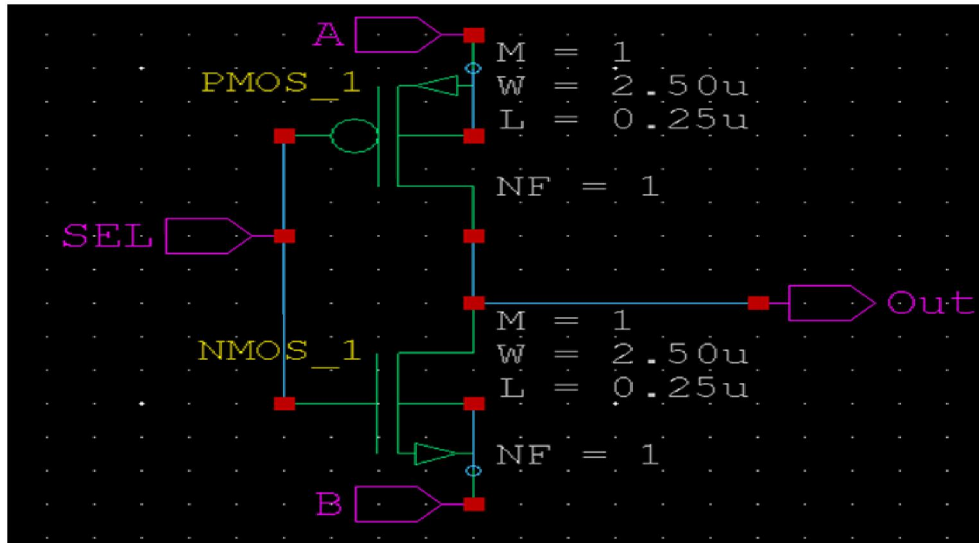 A
M = 1
PMOS_1
W = 2.50u
L = 0.25u
NF = 1
SEL
Out
M = 1
NMOS_1
W = 2.50u
L = 0.25u
NF = 1
B